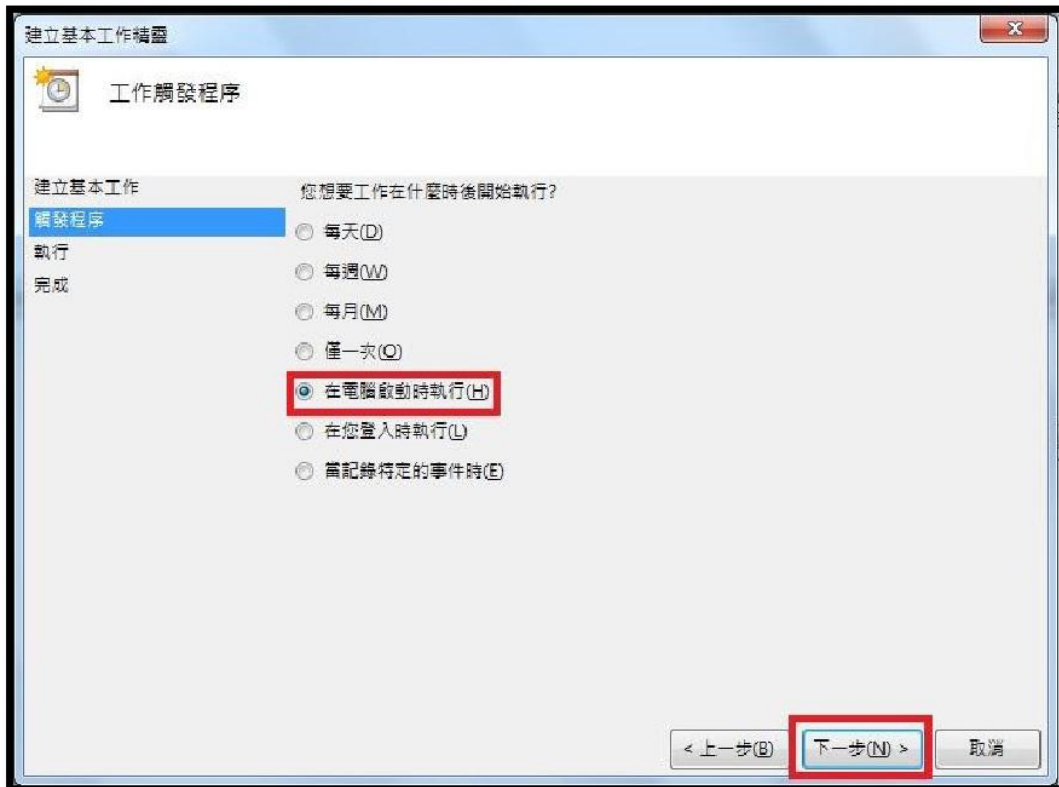 建立基本工作精靈
工作觸發程序
建立基本工作
觸發程序
執行
完成
您想要工作在什麼時後開始執行?
每天(D)
每週(W)
每月(M)
僅一次(O)
在電腦啟動時執行(H)
在您登入時執行(L)
當記錄特定的事件時(E)
< 上一步(B)
下一步(N) >
取消